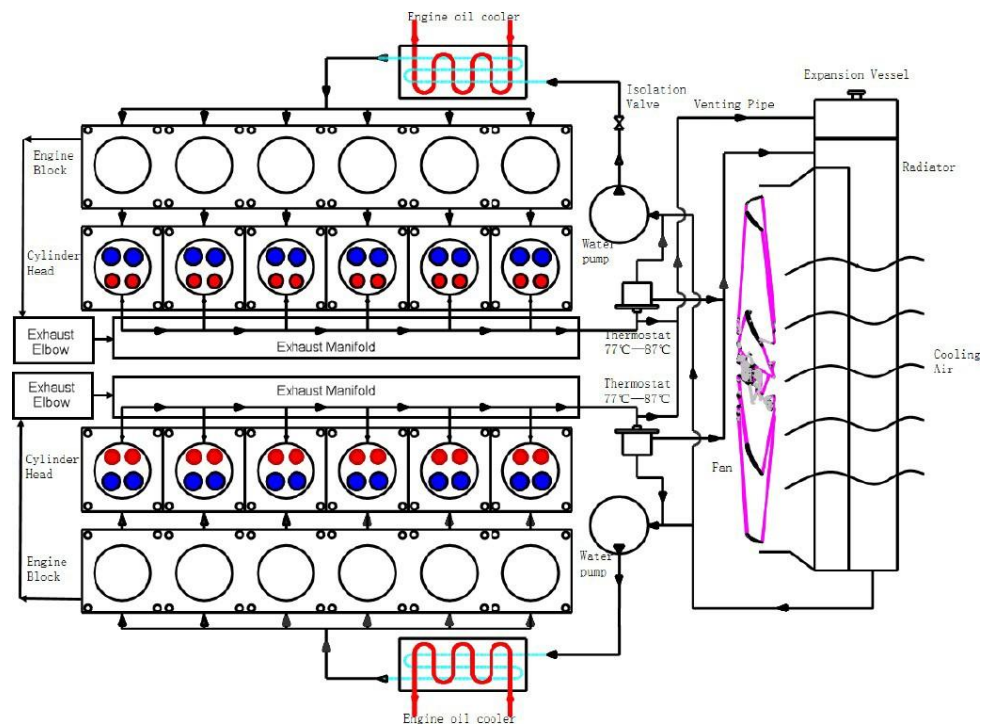 Engine oil cooler
Expansion Vessel
Isolation
Valve
Venting Pipe
Engine
Block
Radiator
Water
pump
Cylinder
Head
Exhaust
Elbow
Exhaust Manifold
Thermostat
77℃—87℃
Cooling
Air
Exhaust
Elbow
Exhaust Manifold
Thermostat
77℃—87℃
Cylinder
Head
Fan
Engine
Block
Water
pump
Engine oil cooler